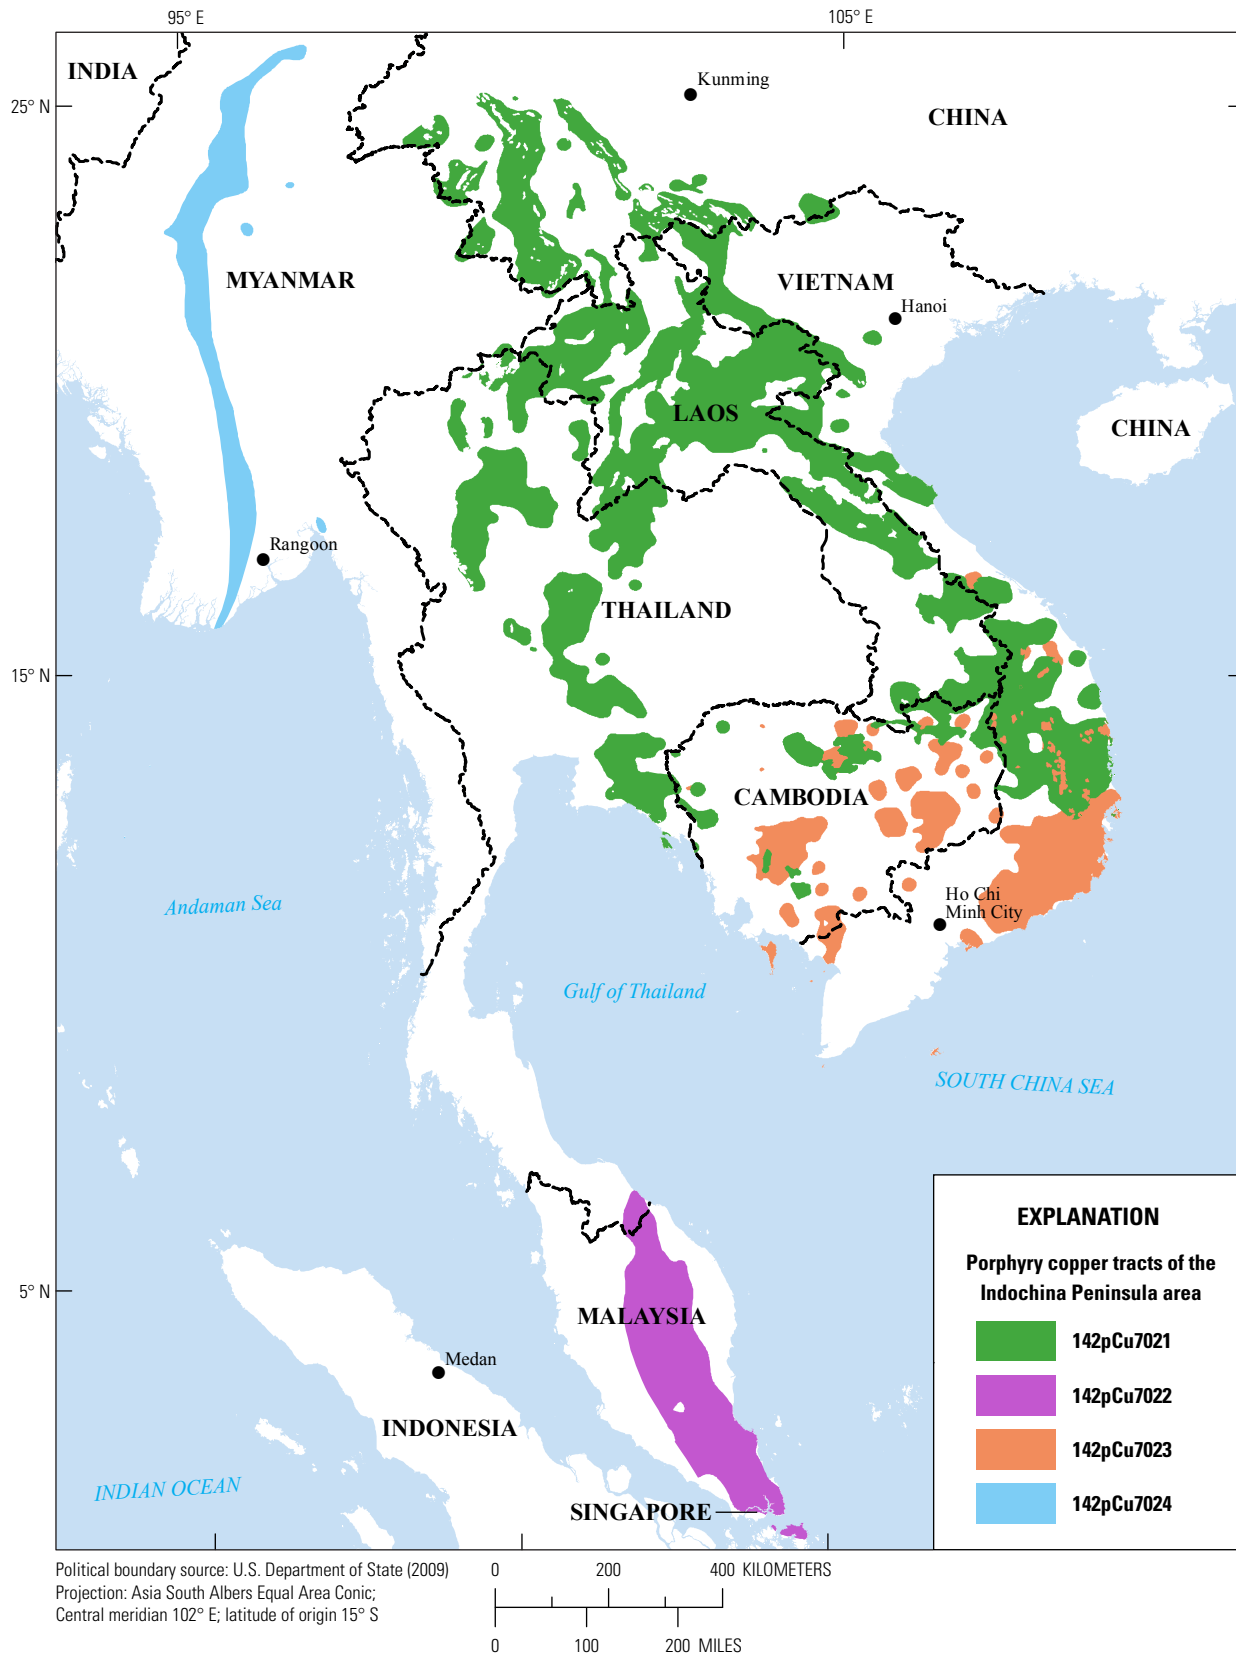 95° E
105° E
INDIA
Kunming
25° N
CHINA
MYANMAR
VIETNAM
Hanoi
LAOS
CHINA
Rangoon
THAILAND
15° N
CAMBODIA
Ho Chi
Minh City
Andaman Sea
Gulf of Thailand
SOUTH CHINA SEA
EXPLANATION
Porphyry copper tracts of the
Indochina Peninsula area
142pCu7021
142pCu7022
142pCu7023
142pCu7024
5° N
MALAYSIA
Medan
INDONESIA
INDIAN OCEAN
SINGAPORE
Political boundary source: U.S. Department of State (2009)
Projection: Asia South Albers Equal Area Conic;
Central meridian 102° E; latitude of origin 15° S
0 200 400 KILOMETERS
0 100 200 MILES